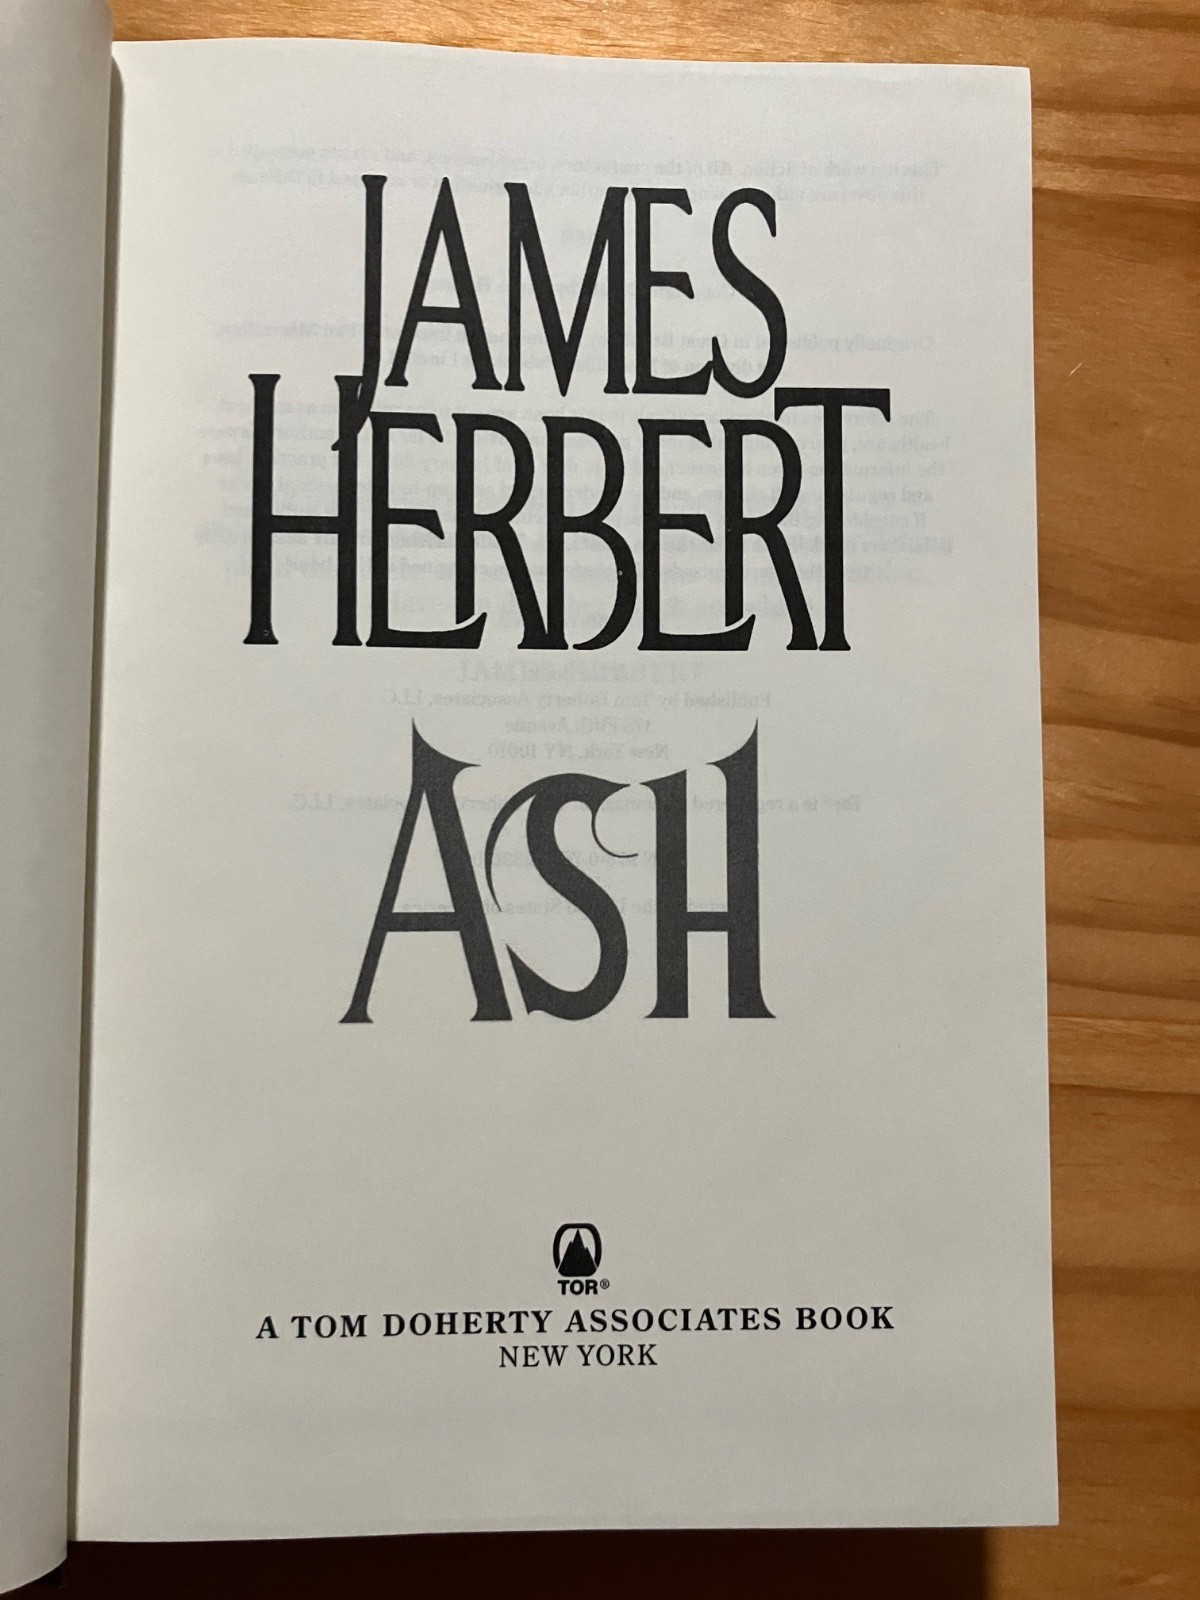 JAMES
HERBERT
ASH
TOR®
A TOM DOHERTY ASSOCIATES BOOK
NEW YORK